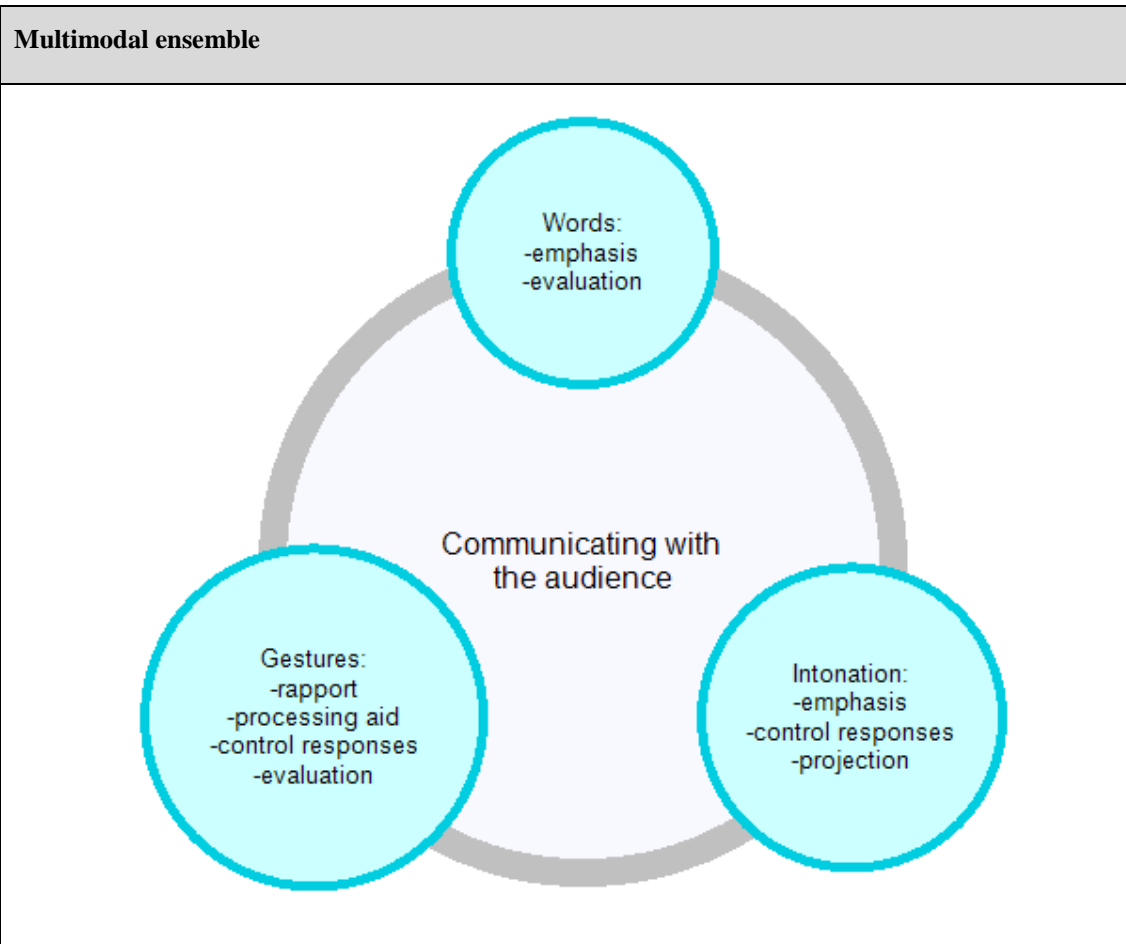 Multimodal ensemble
Words:
-emphasis
-evaluation
Communicating with
the audience
Gestures:
-rapport
-processing aid
-control responses
-evaluation
Intonation:
-emphasis
-control responses
-projection